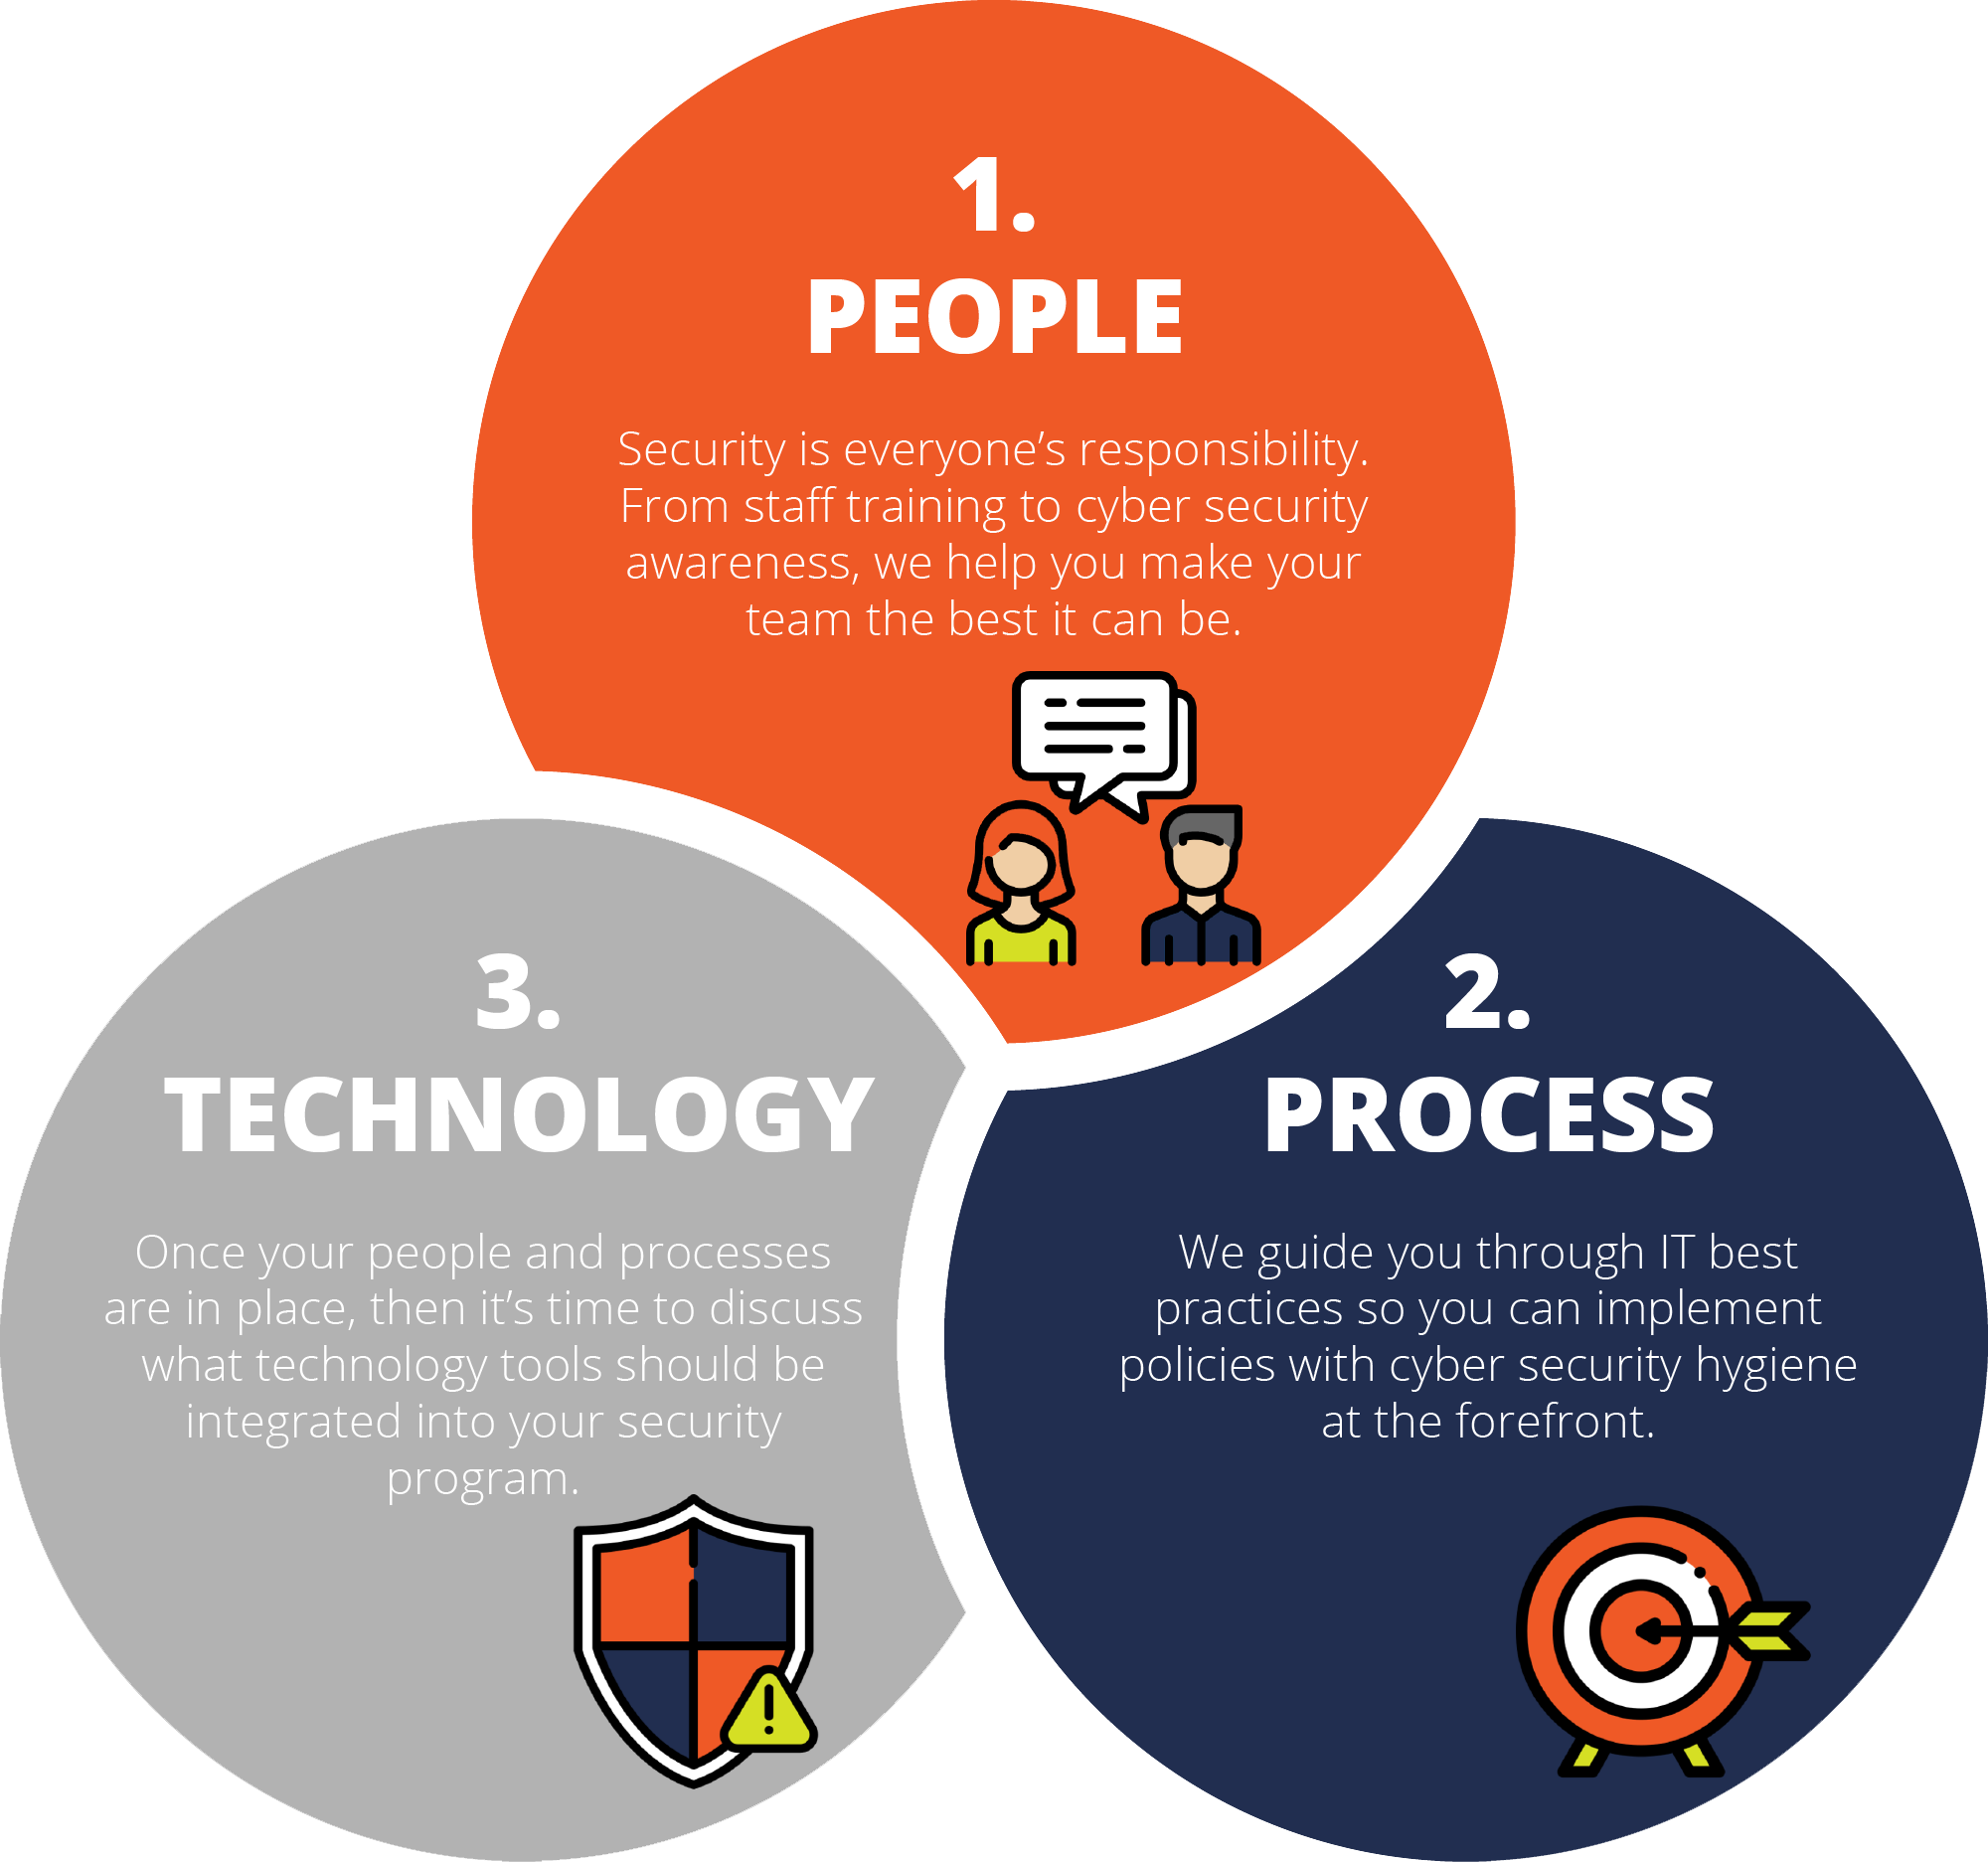 1.
PEOPLE
Security is everyone’s responsibility.
From staff training to cyber security
awareness, we help you make your
team the best it can be.
2.
PROCESS
We guide you through IT best
practices so you can implement
policies with cyber security hygiene
at the forefront.
3.
TECHNOLOGY
Once your people and processes
are in place, then it’s time to discuss
what technology tools should be
integrated into your security
program.